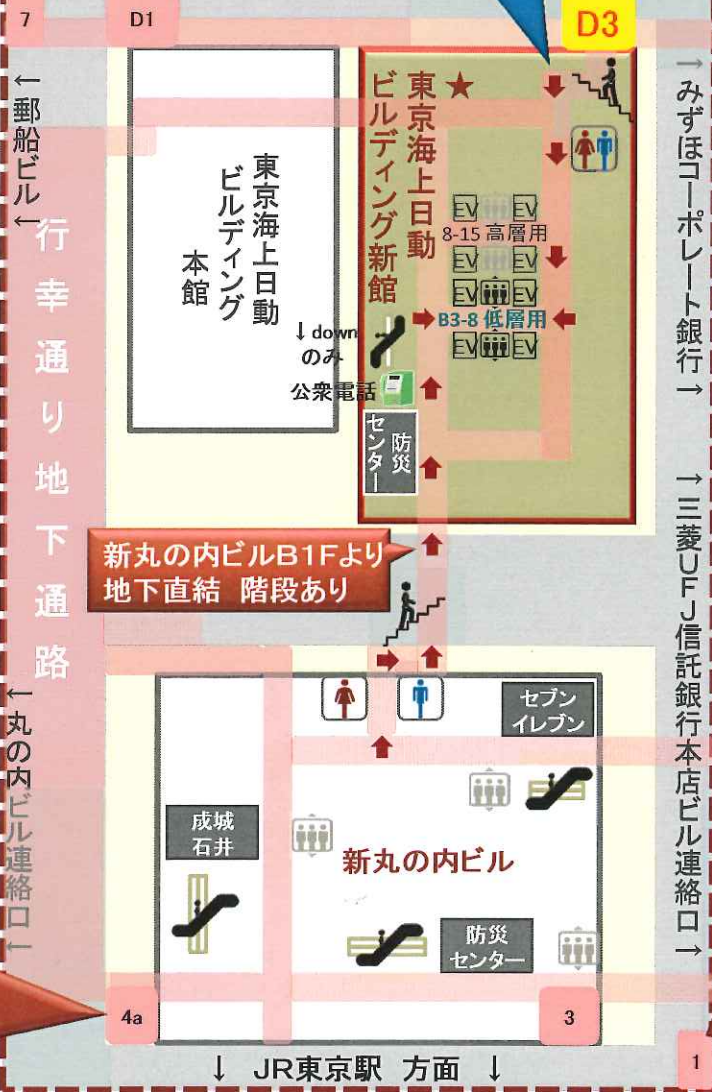 7
D1
D3
←郵船ビル←
行幸通り地下通路
東京海上日動
ビルディング
本館
東京海上日動
ビルディング新館
★
EV EV
8-15 高層用
EV EV
EV EV
B3-8 低層用
EV EV
↓down
のみ
公衆電話
防災
センター
→みずほコーポレート銀行→
新丸の内ビルB1Fより
地下直結 階段あり
→三菱UFJ信託銀行本店ビル連絡口→
←丸の内ビル連絡口←
セブン
イレブン
成城
石井
新丸の内ビル
防災
センター
4a
3
1
↓ JR東京駅 方面 ↓